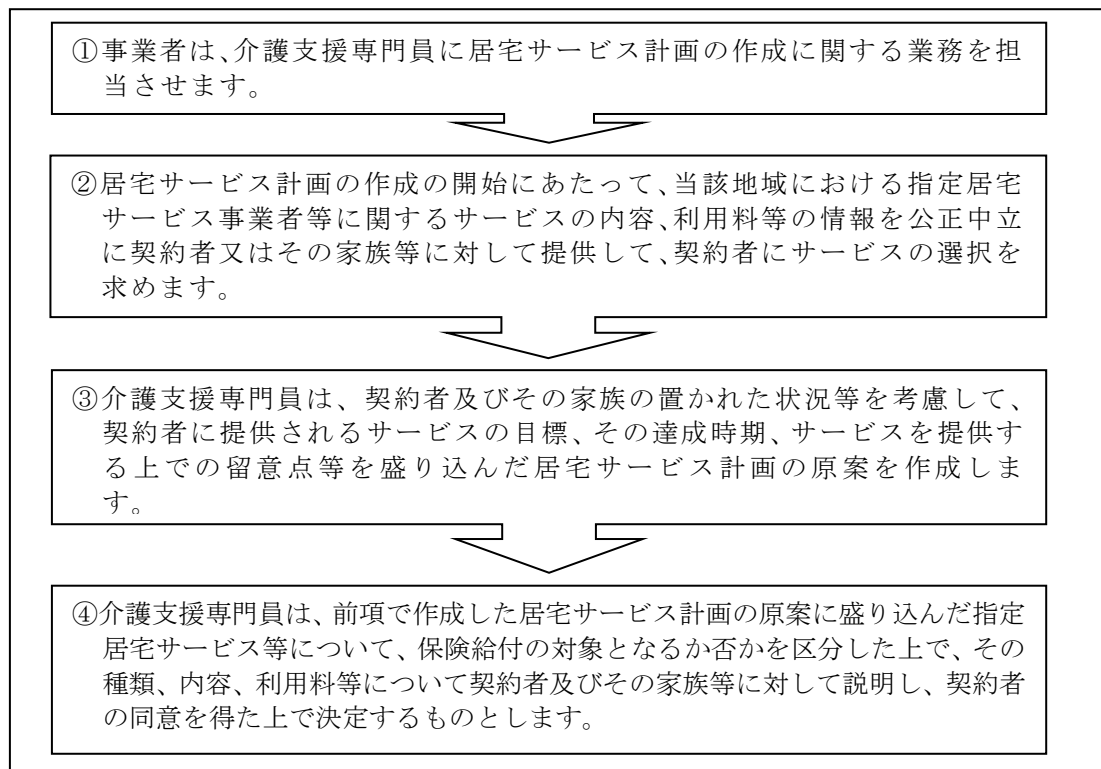 ①事業者は、介護支援専門員に居宅サービス計画の作成に関する業務を担
当させます。
②居宅サービス計画の作成の開始にあたって、当該地域における指定居宅
サービス事業者等に関するサービスの内容、利用料等の情報を公正中立
に契約者又はその家族等に対して提供して、契約者にサービスの選択を
求めます。
③介護支援専門員は、契約者及びその家族の置かれた状況等を考慮して、
契約者に提供されるサービスの目標、その達成時期、サービスを提供す
る上での留意点等を盛り込んだ居宅サービス計画の原案を作成しま
す。
④介護支援専門員は、前項で作成した居宅サービス計画の原案に盛り込んだ指定
居宅サービス等について、保険給付の対象となるか否かを区分した上で、その
種類、内容、利用料等について契約者及びその家族等に対して説明し、契約者
の同意を得た上で決定するものとします。